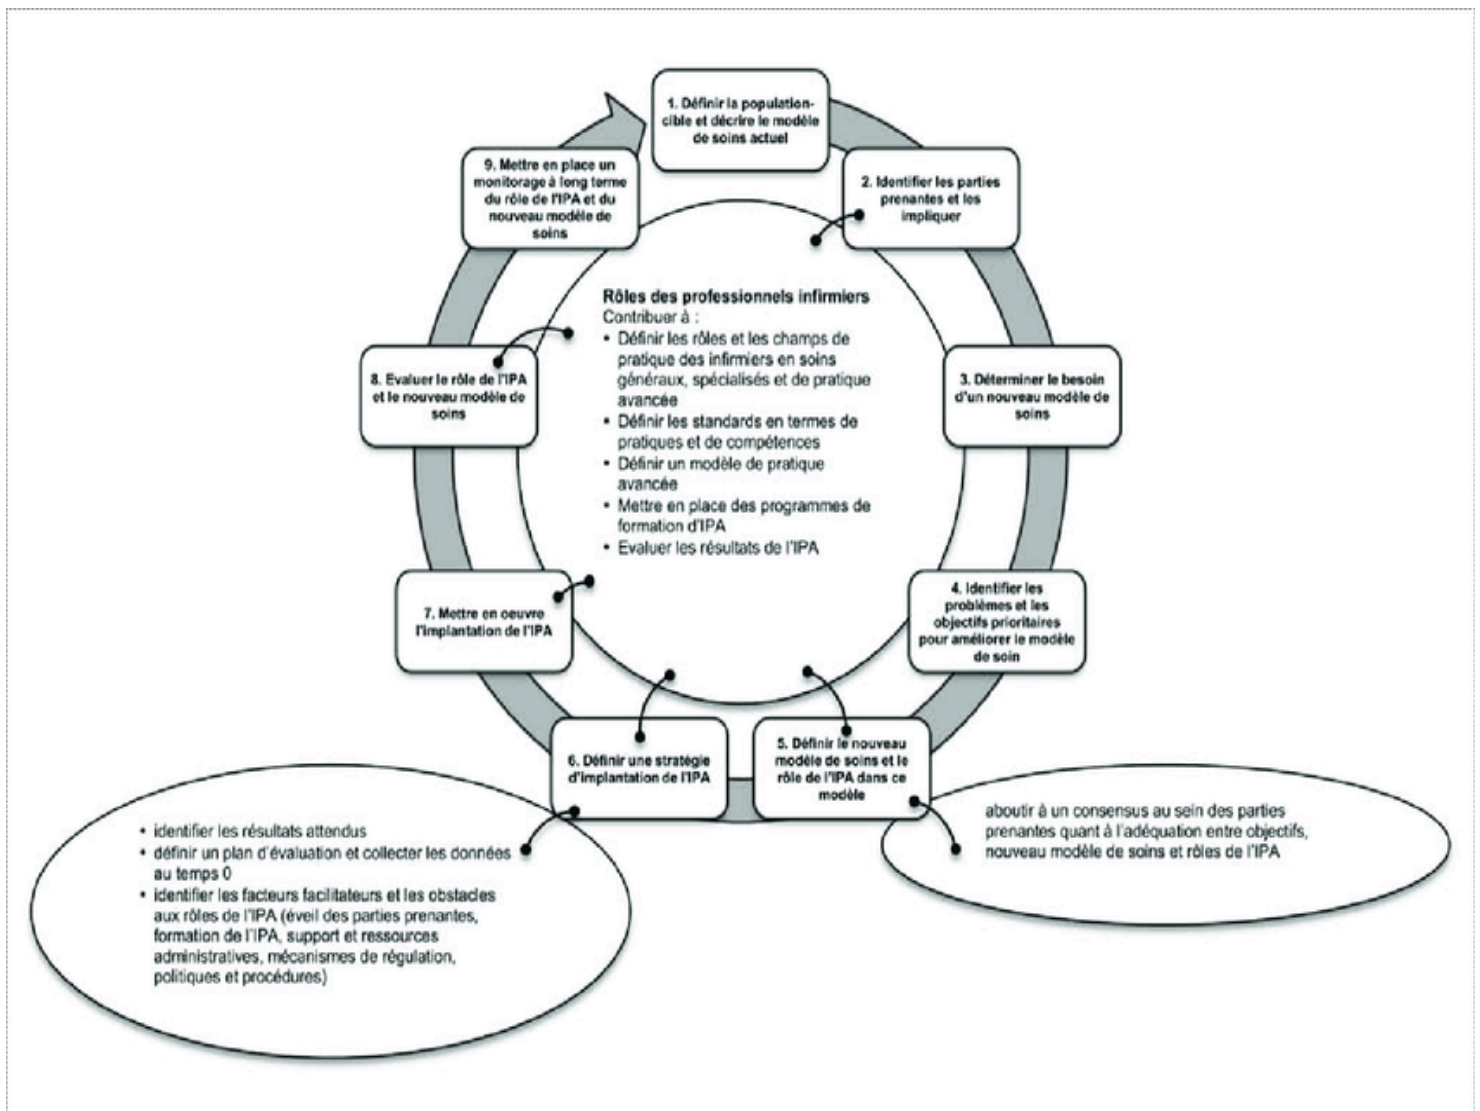 1. Définir la population-
cible et décrire le modèle
de soins actuel
2. Identifier les parties
prenantes et les
impliquer
3. Déterminer le besoin
d'un nouveau modèle de
soins
4. Identifier les
problèmes et les
objectifs prioritaires
pour améliorer le modèle
de soin
5. Définir le nouveau
modèle de soins et le
rôle de l'IPA dans ce
modèle
aboutir à un consensus au sein des parties
prenantes quant à l'adéquation entre objectifs,
nouveau modèle de soins et rôles de l'IPA
6. Définir une stratégie
d'implantation de l'IPA
• identifier les résultats attendus
• définir un plan d'évaluation et collecter les données
au temps 0
• identifier les facteurs facilitateurs et les obstacles
aux rôles de l'IPA (éveil des parties prenantes,
formation de l'IPA, support et ressources
administratives, mécanismes de régulation,
politiques et procédures)
7. Mettre en oeuvre
l'implantation de l'IPA
8. Evaluer le rôle de l'IPA
et le nouveau modèle de
soins
9. Mettre en place un
monitorage à long terme
du rôle de l'IPA et du
nouveau modèle de
soins
Rôles des professionnels infirmiers
Contribuer à :
• Définir les rôles et les champs de
pratique des infirmiers en soins
généraux, spécialisés et de pratique
avancée
• Définir les standards en termes de
pratiques et de compétences
• Définir un modèle de pratique
avancée
• Mettre en place des programmes de
formation d'IPA
• Evaluer les résultats de l'IPA